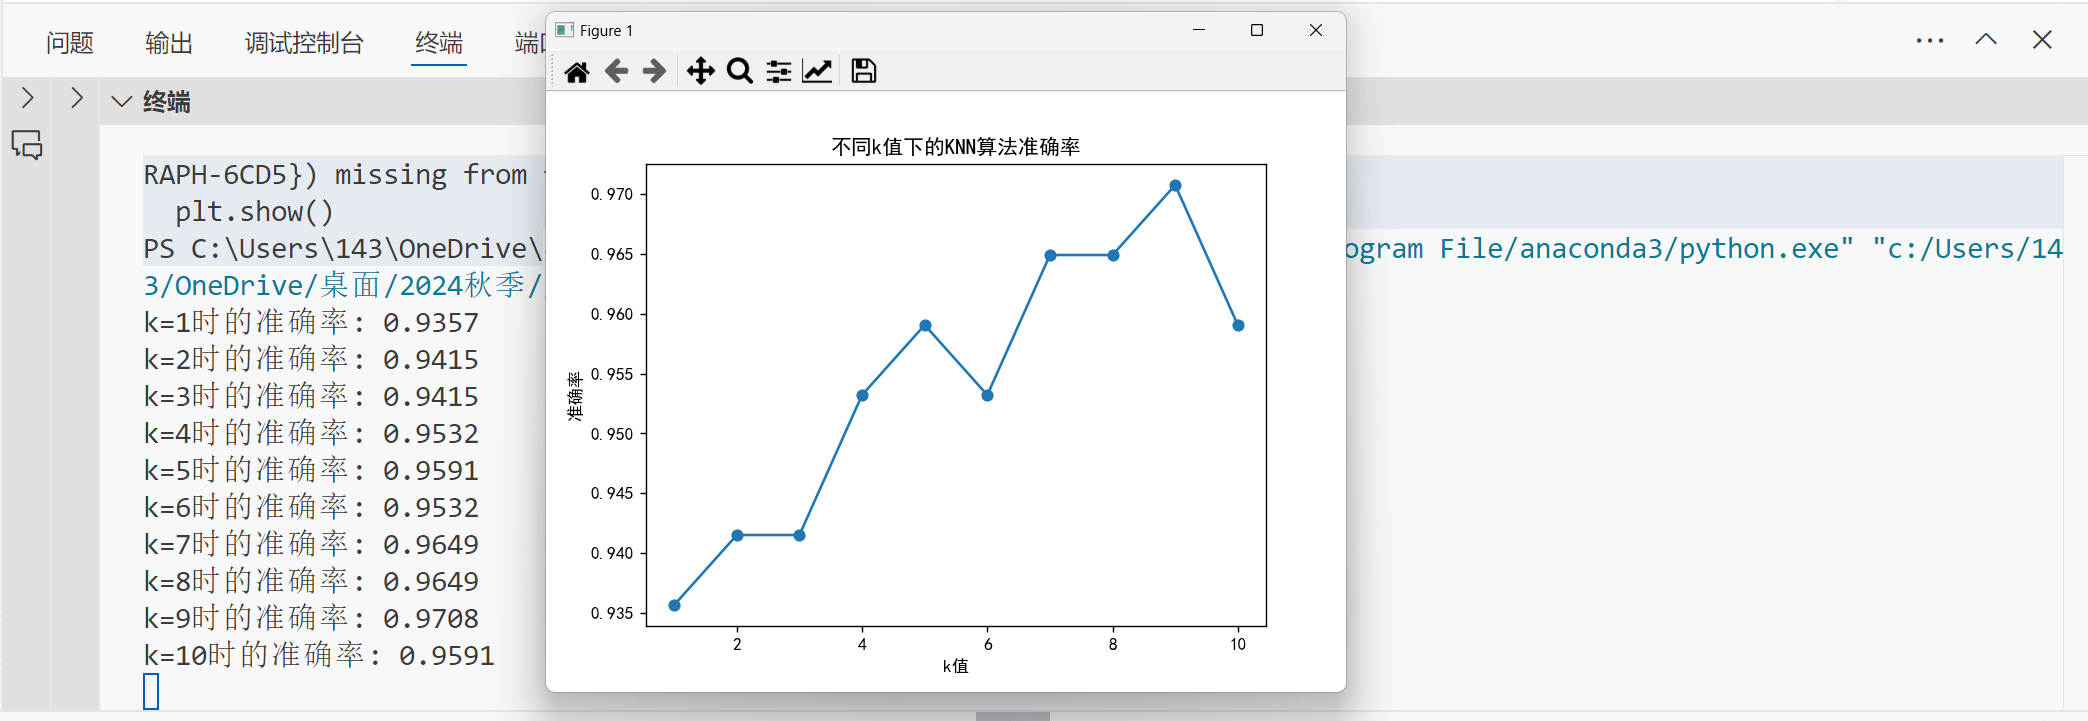 问题 输出 调试控制台 终端
Figure 1
终端
RAPH-6CD5}) missing from
plt.show()
PS C:\Users\143\OneDrive\ ogram File/anaconda3/python.exe" "c:/Users/14
3/OneDrive/桌面/2024秋季/
k=1时的准确率: 0.9357
k=2时的准确率: 0.9415
k=3时的准确率: 0.9415
k=4时的准确率: 0.9532
k=5时的准确率: 0.9591
k=6时的准确率: 0.9532
k=7时的准确率: 0.9649
k=8时的准确率: 0.9649
k=9时的准确率: 0.9708
k=10时的准确率: 0.9591
不同k值下的KNN算法准确率
准确率
0.970
0.965
0.960
0.955
0.950
0.945
0.940
0.935
2 4 6 8 10
k值